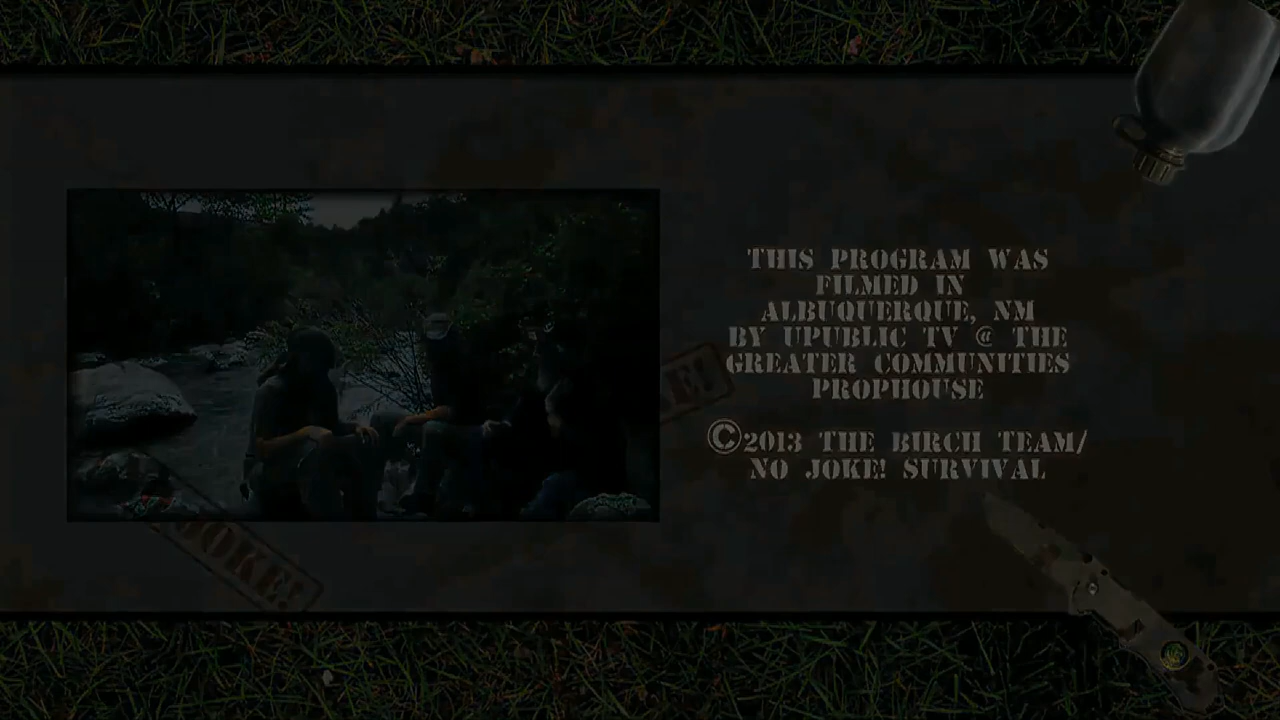 THIS PROGRAM WAS
FILMED IN
ALBUQUERQUE, NM
BY UPUBLIC TV @ THE
GREATER COMMUNITIES
PROPHOUSE
©2013 THE BIRCH TEAM/
NO JOKE! SURVIVAL
JOKE!